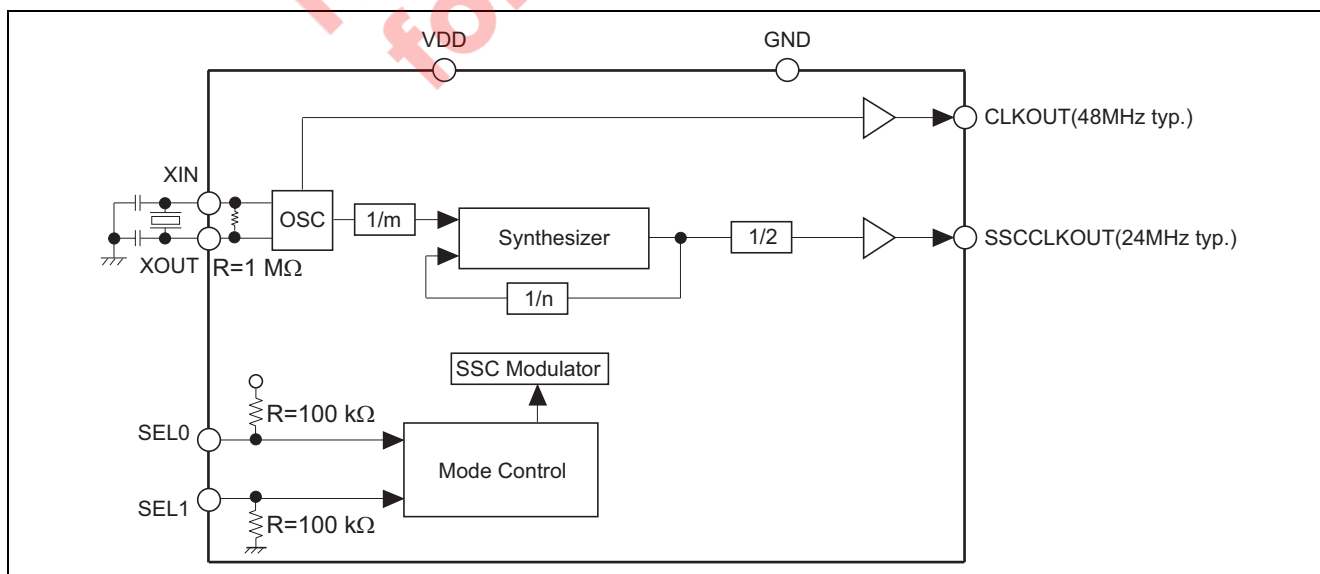 for
VDD
GND
CLKOUT(48MHz typ.)
XIN
OSC
1/m
Synthesizer
1/2
SSCCLKOUT(24MHz typ.)
XOUT
R=1 MΩ
1/n
SSC Modulator
R=100 kΩ
SEL0
Mode Control
SEL1
R=100 kΩ